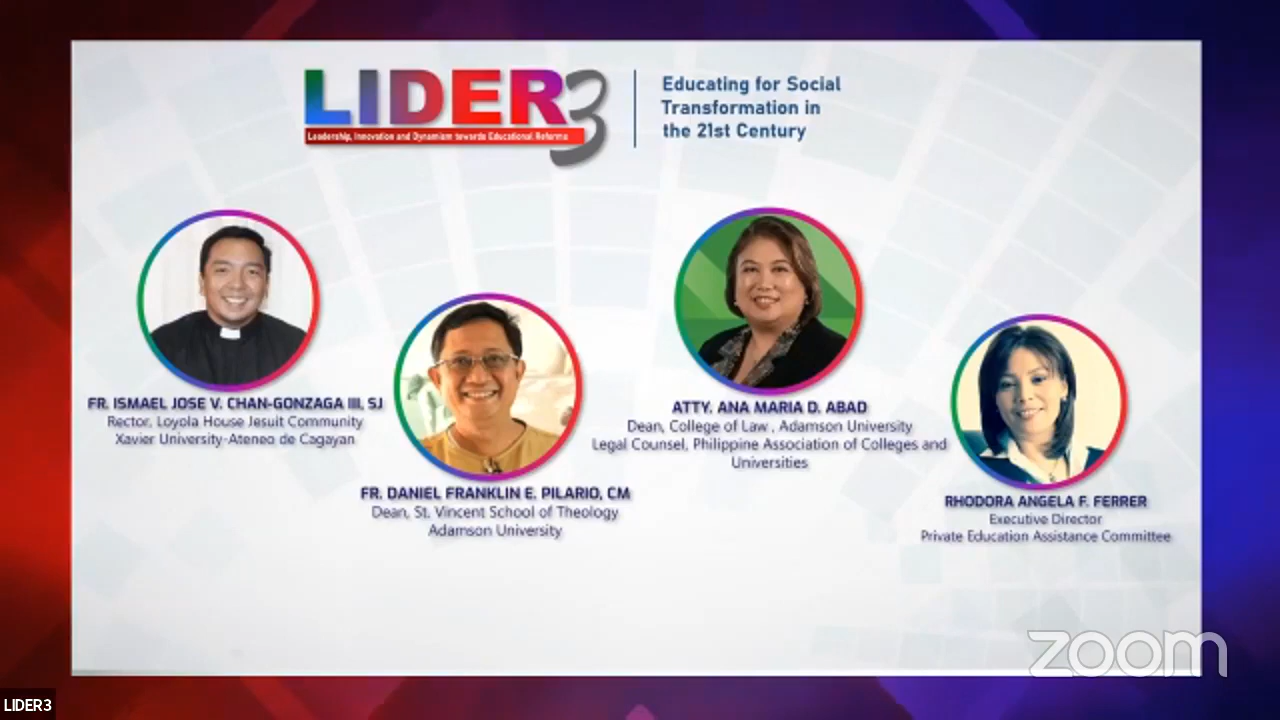 LIDER3
Leadership, Innovation and Dynamism towards Educational Reforms
Educating for Social
Transformation in
the 21st Century
FR. ISMAEL JOSE V. CHAN-GONZAGA III, SJ
Rector, Loyola House Jesuit Community
Xavier University-Ateneo de Cagayan
FR. DANIEL FRANKLIN E. PILARIO, CM
Dean, St. Vincent School of Theology
Adamson University
ATTY. ANA MARIA D. ABAD
Dean, College of Law , Adamson University
Legal Counsel, Philippine Association of Colleges and
Universities
RHODORA ANGELA F. FERRER
Executive Director
Private Education Assistance Committee
zoom
LIDER3